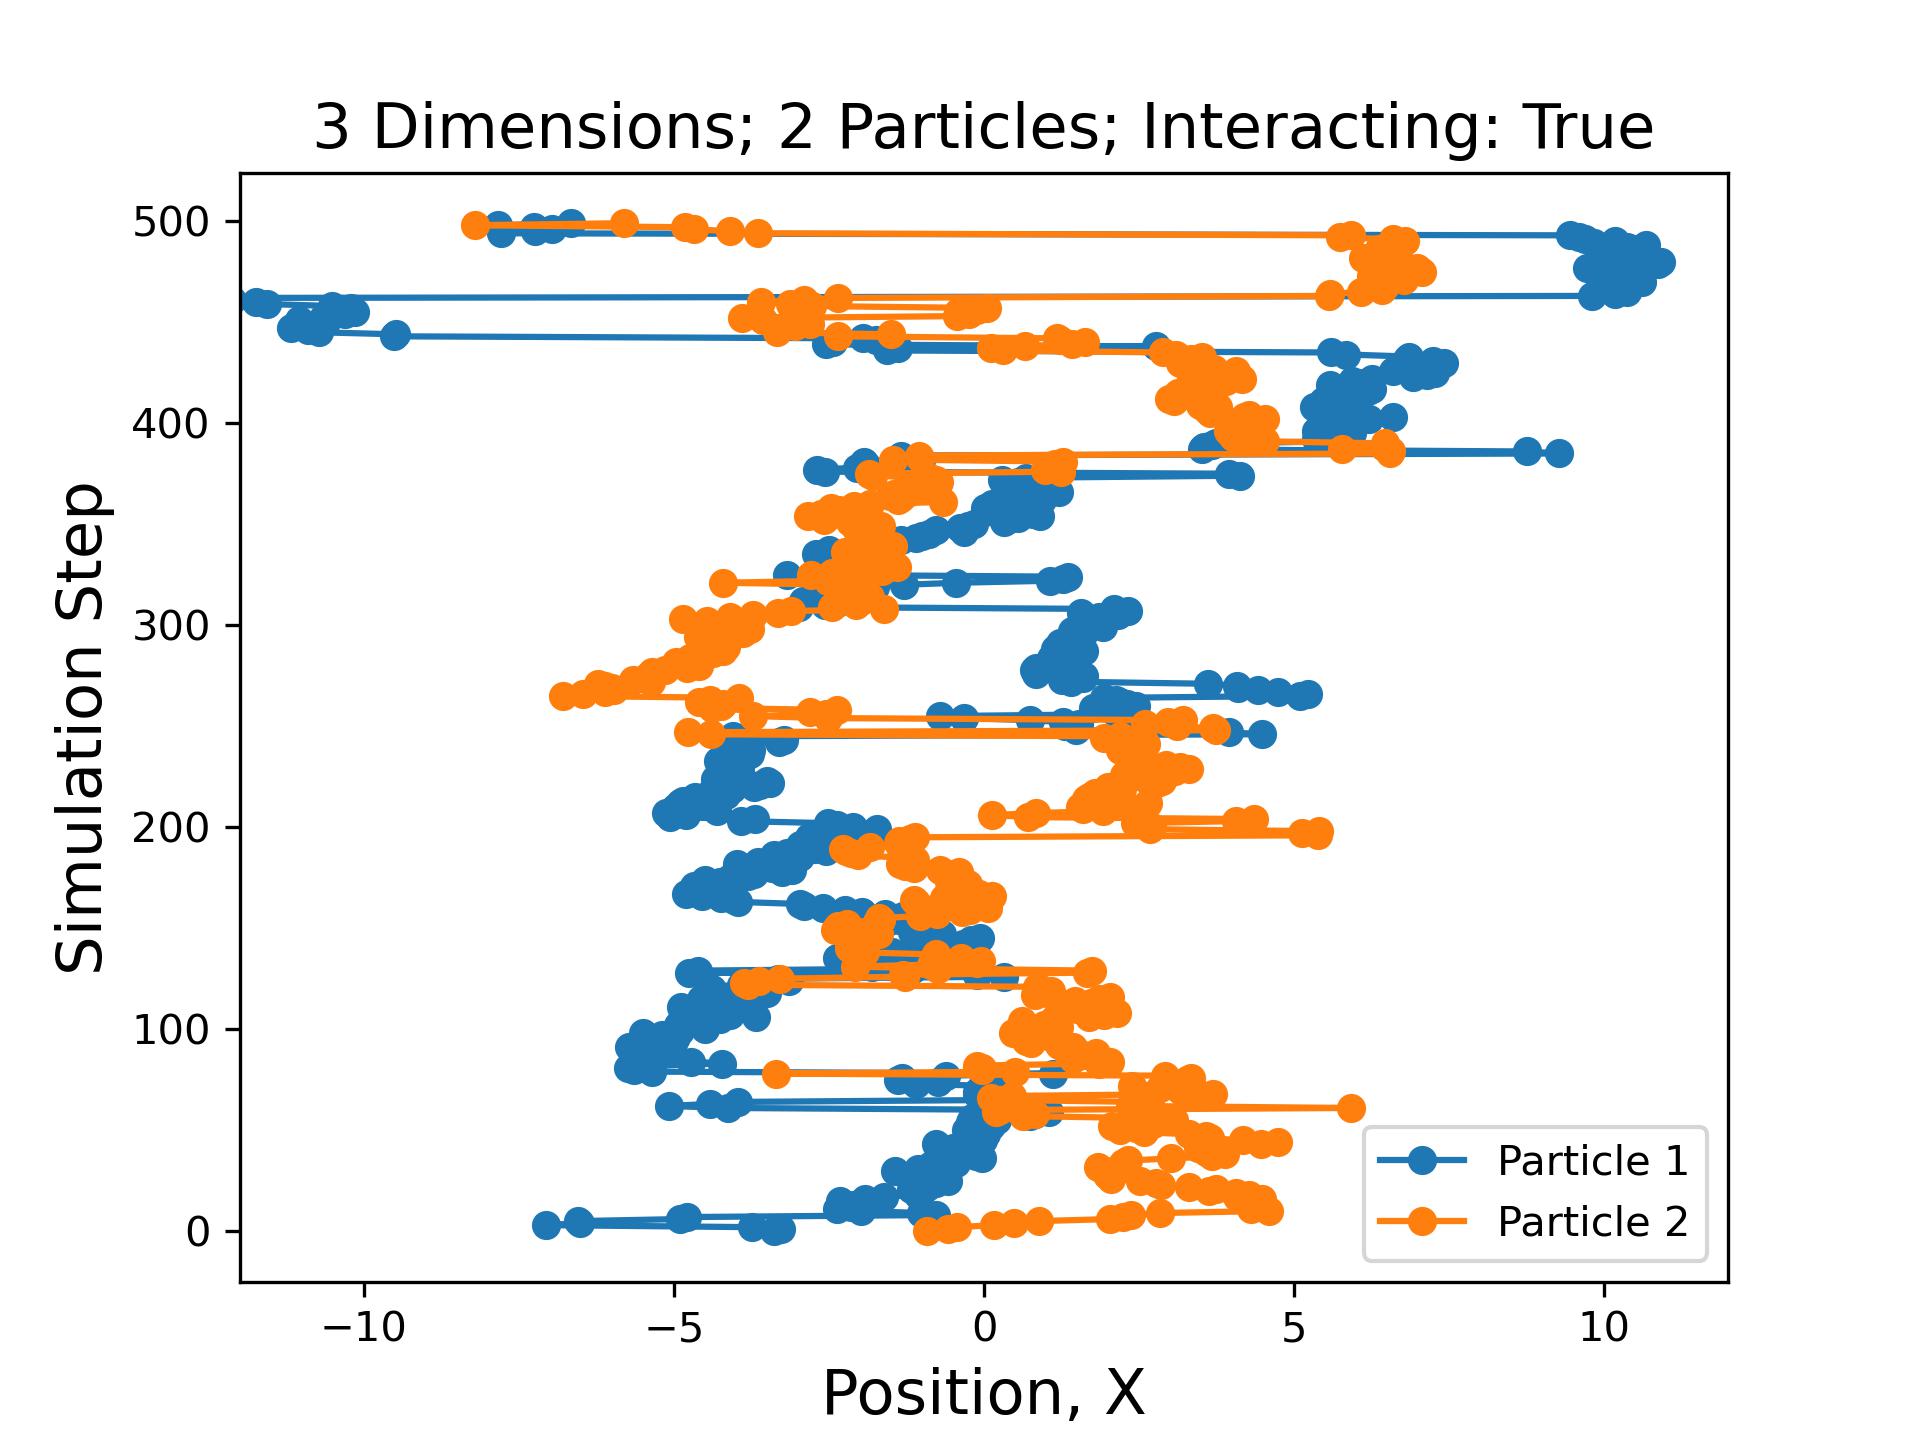 3 Dimensions; 2 Particles; Interacting: True
500
400
300
200
100
0
Simulation Step
−10
−5
0
5
10
Position, X
Particle 1
Particle 2